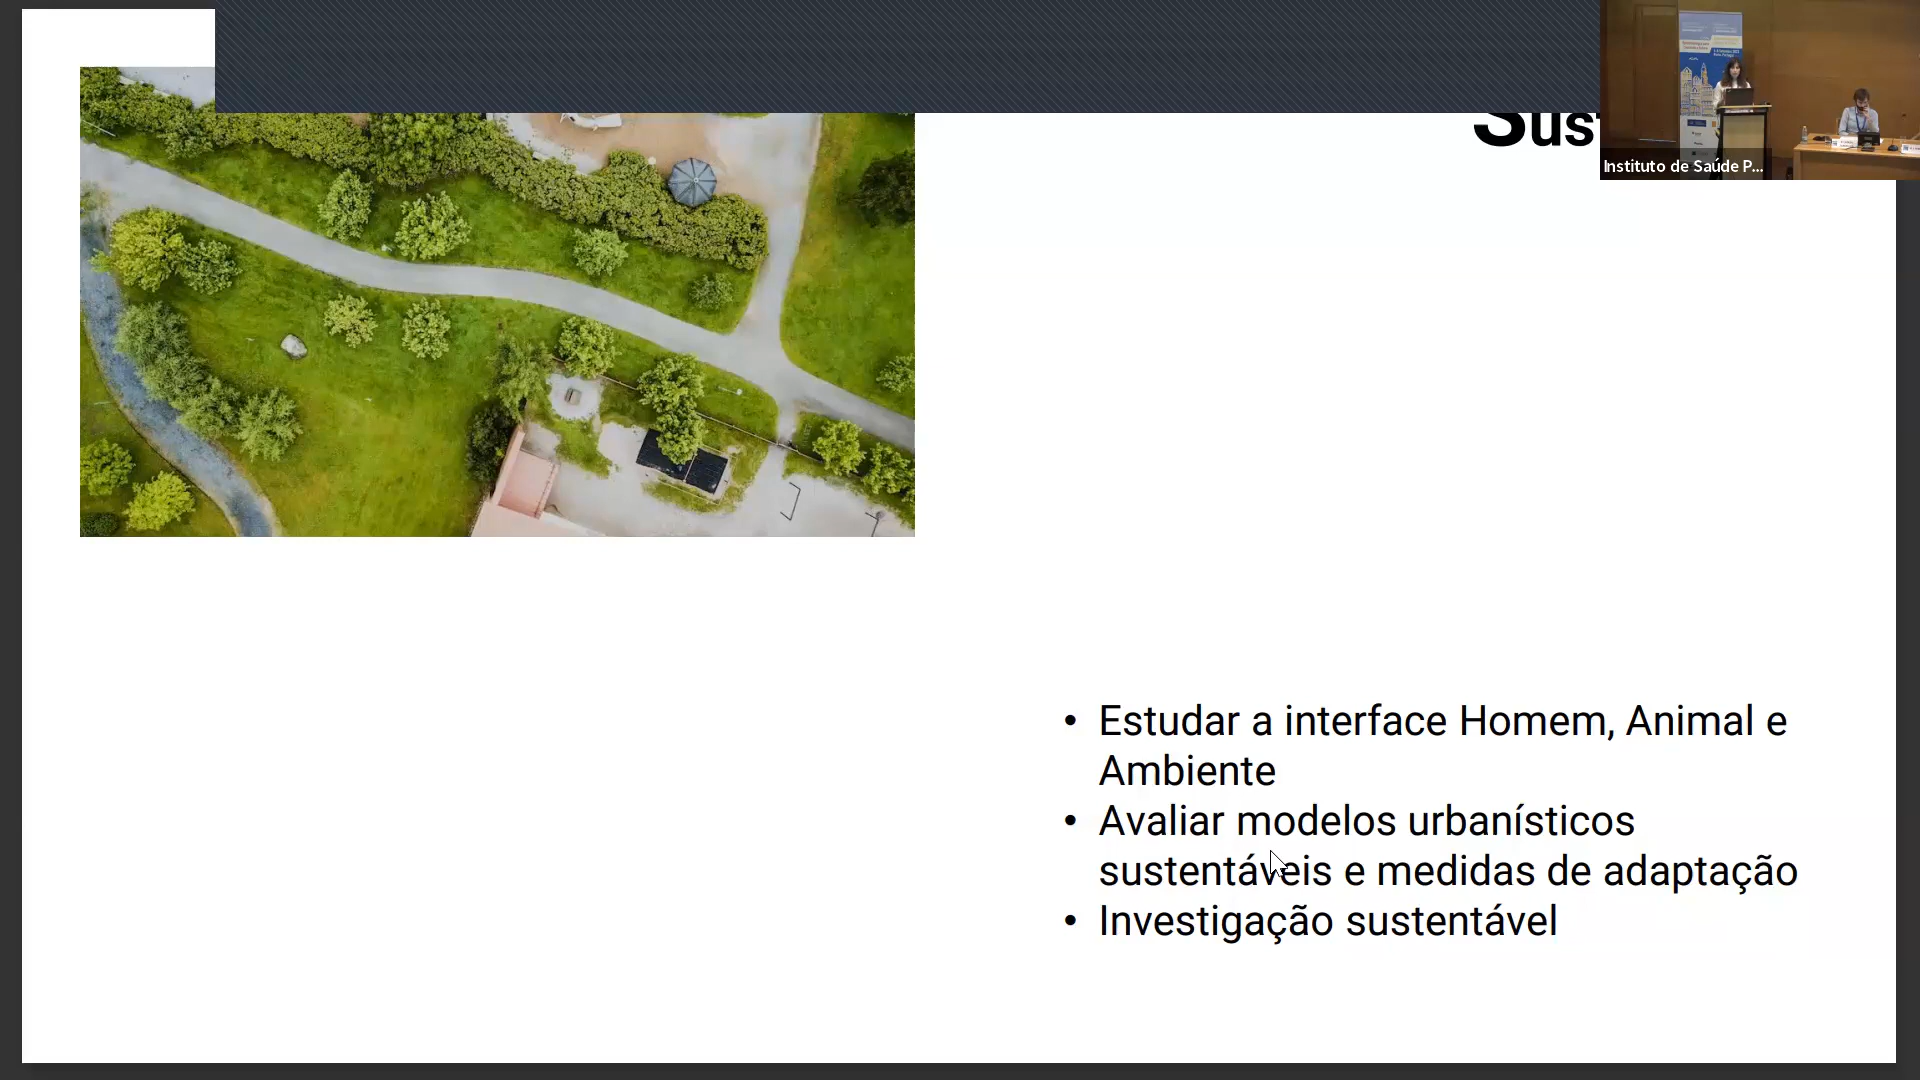 Sus
Instituto de Saúde P...
• Estudar a interface Homem, Animal e
Ambiente
• Avaliar modelos urbanísticos
sustentáveis e medidas de adaptação
• Investigação sustentável